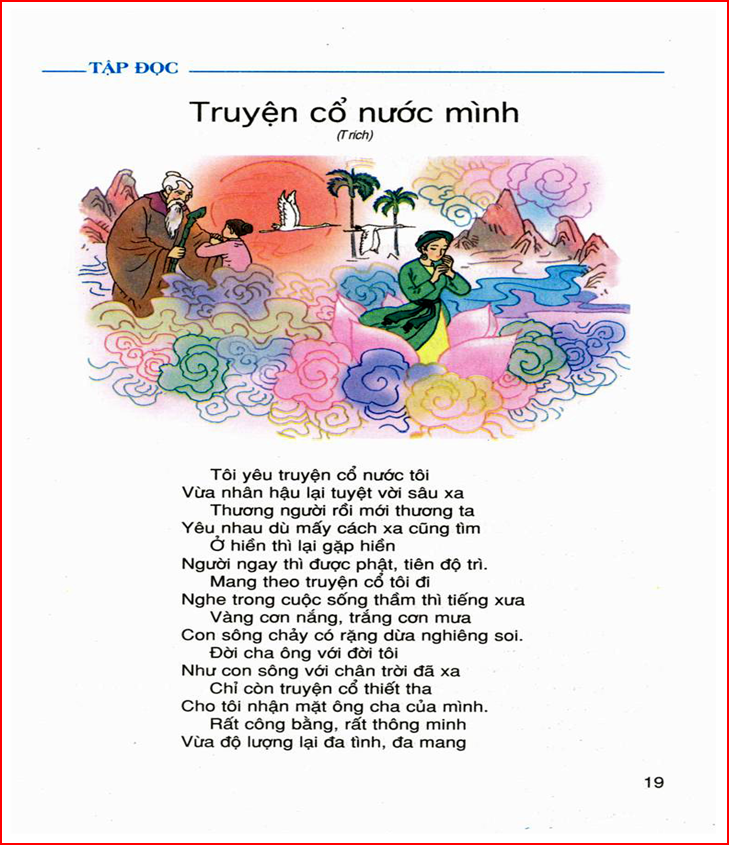 TẬP ĐỌC
Truyện cổ nước mình
(Trích)
Tôi yêu truyện cổ nước tôi
Vừa nhân hậu lại tuyệt vời sâu xa
Thương người rồi mới thương ta
Yêu nhau dù mấy cách xa cũng tìm
Ở hiền thì lại gặp hiền
Người ngay thì được phật, tiên độ trì.
Mang theo truyện cổ tôi đi
Nghe trong cuộc sống thầm thì tiếng xưa
Vàng cơn nắng, trắng cơn mưa
Con sông chảy có rặng dừa nghiêng soi.
Đời cha ông với đời tôi
Như con sông với chân trời đã xa
Chỉ còn truyện cổ thiết tha
Cho tôi nhận mặt ông cha của mình.
Rất công bằng, rất thông minh
Vừa độ lượng lại đa tình, đa mang
19